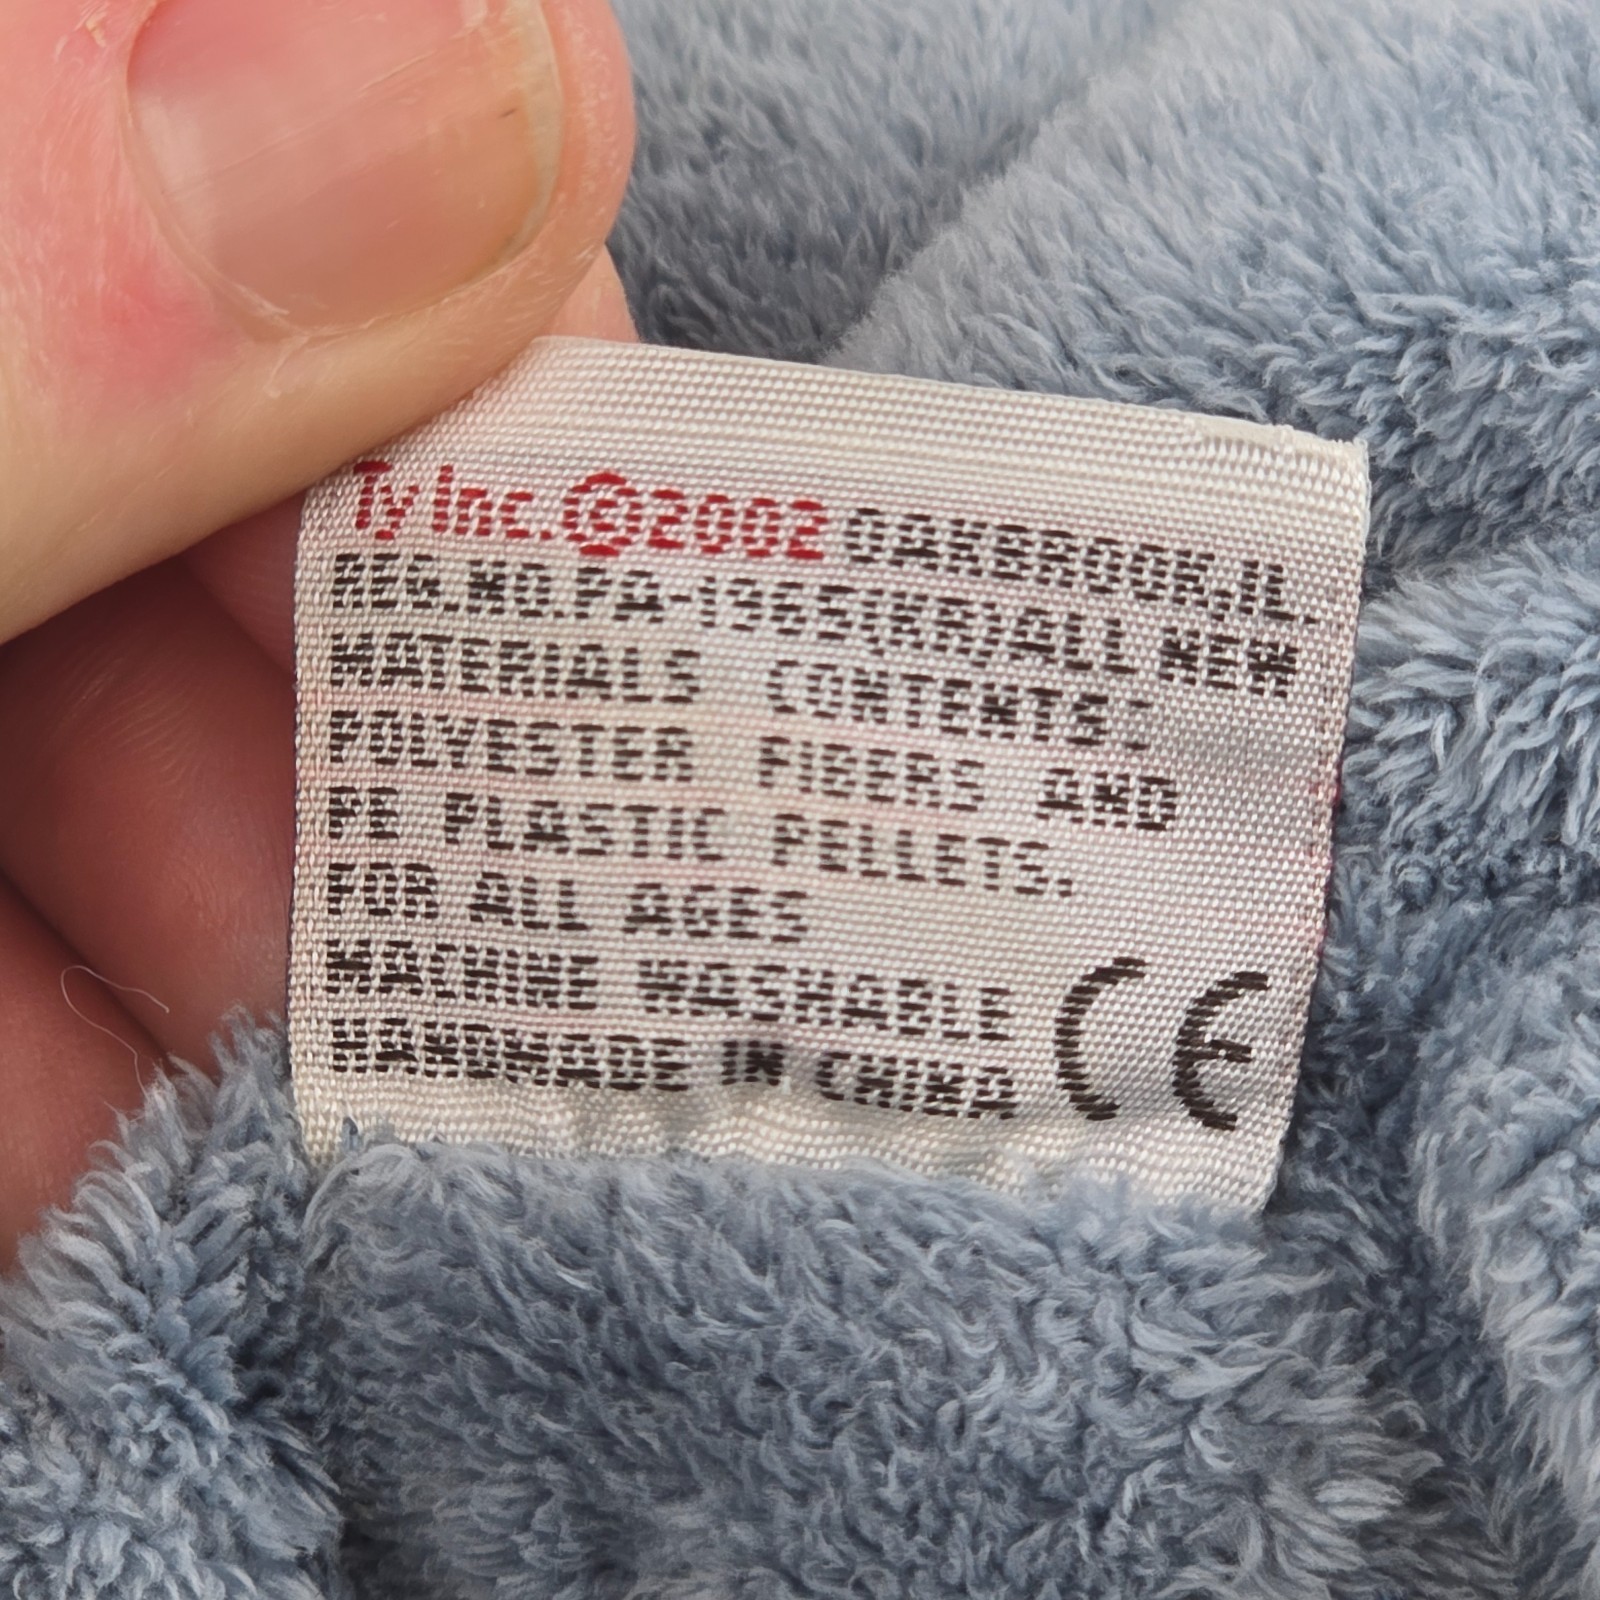 Ty Inc.©2002 OAKBROOK,IL.
REG.NO.PA-1965(KR)ALL NEW
MATERIALS CONTENTS:
POLYESTER FIBERS AND
PE PLASTIC PELLETS.
FOR ALL AGES
MACHINE WASHABLE
HANDMADE IN CHINA
CE